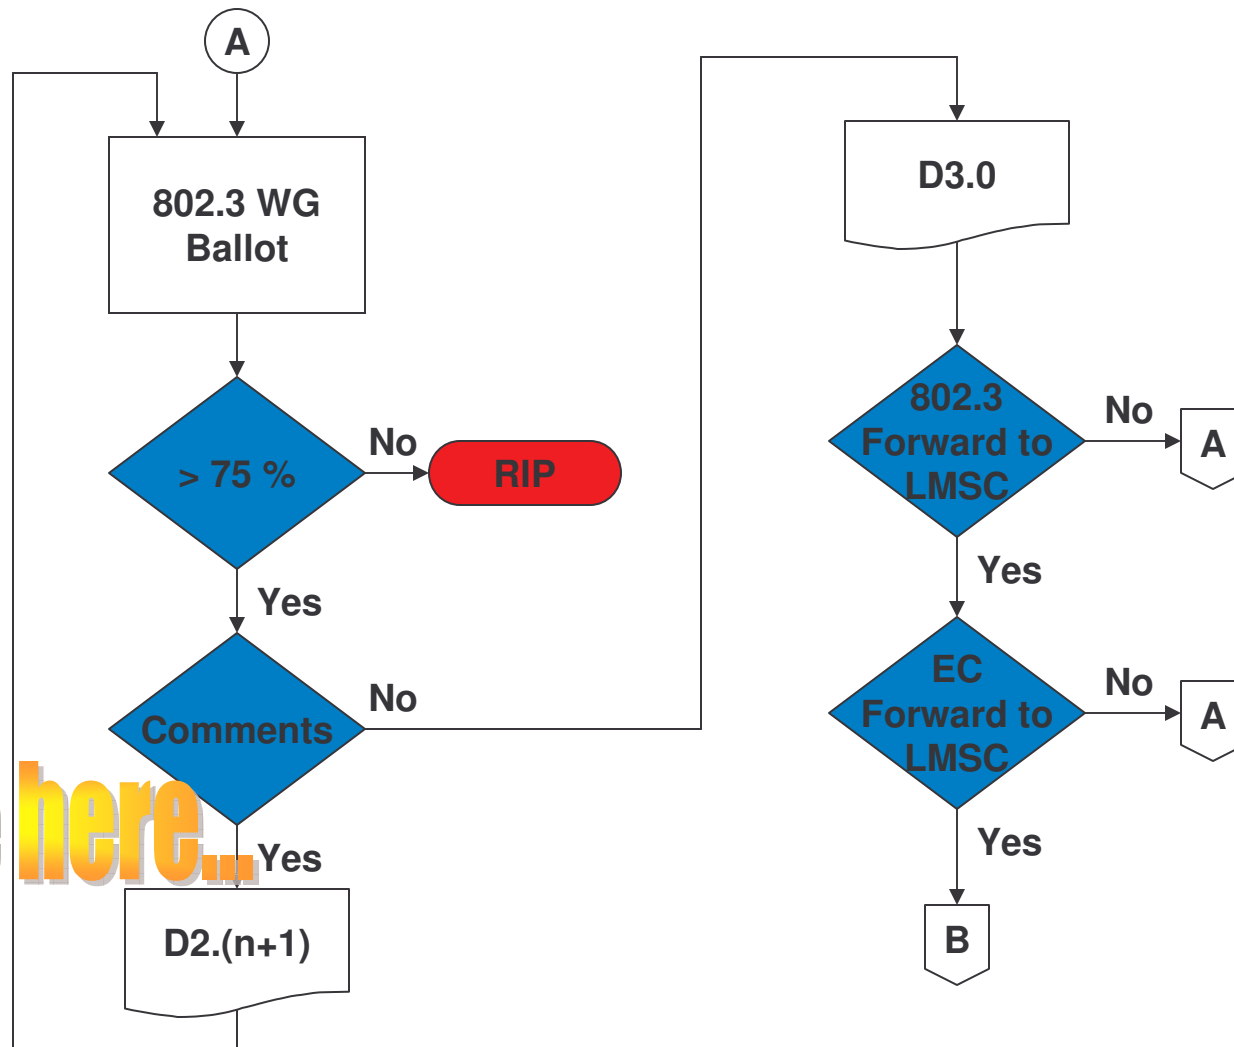 A
802.3 WG
Ballot
> 75 %
No
RIP
Yes
Comments
No
here...
Yes
D2.(n+1)
D3.0
802.3
Forward to
LMSC
No
A
Yes
EC
Forward to
LMSC
No
A
Yes
B